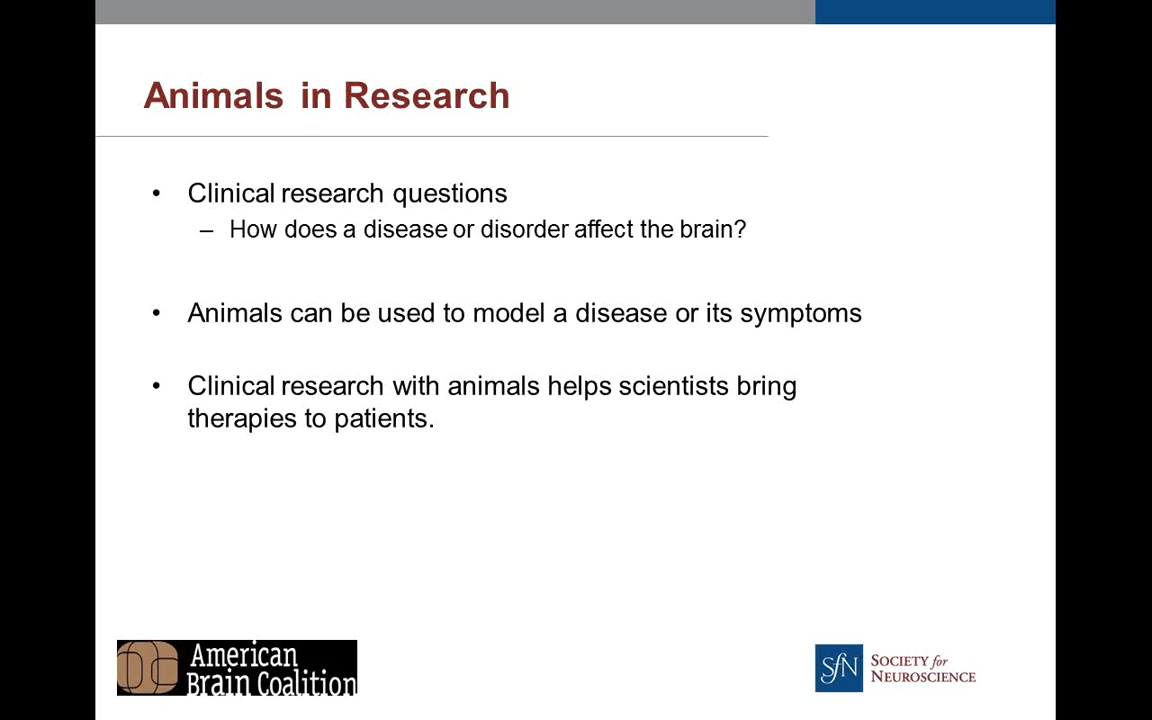 Animals in Research
• Clinical research questions
– How does a disease or disorder affect the brain?
• Animals can be used to model a disease or its symptoms
• Clinical research with animals helps scientists bring
therapies to patients.
American
Brain Coalition
SfN
SOCIETY for
NEUROSCIENCE